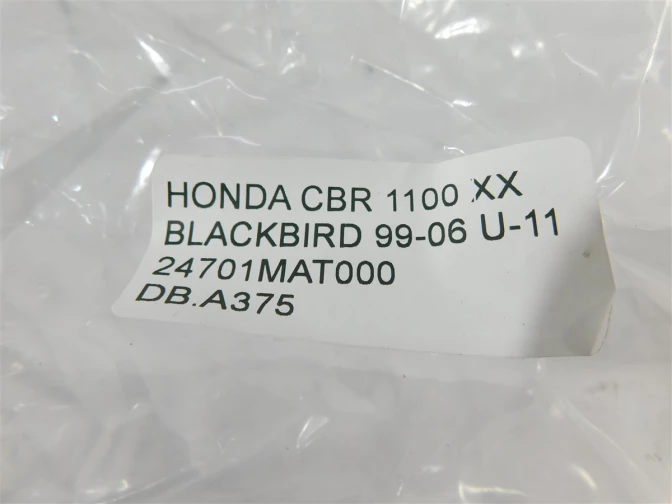 HONDA CBR 1100 XX
BLACKBIRD 99-06 U-11
24701MAT000
DB.A375